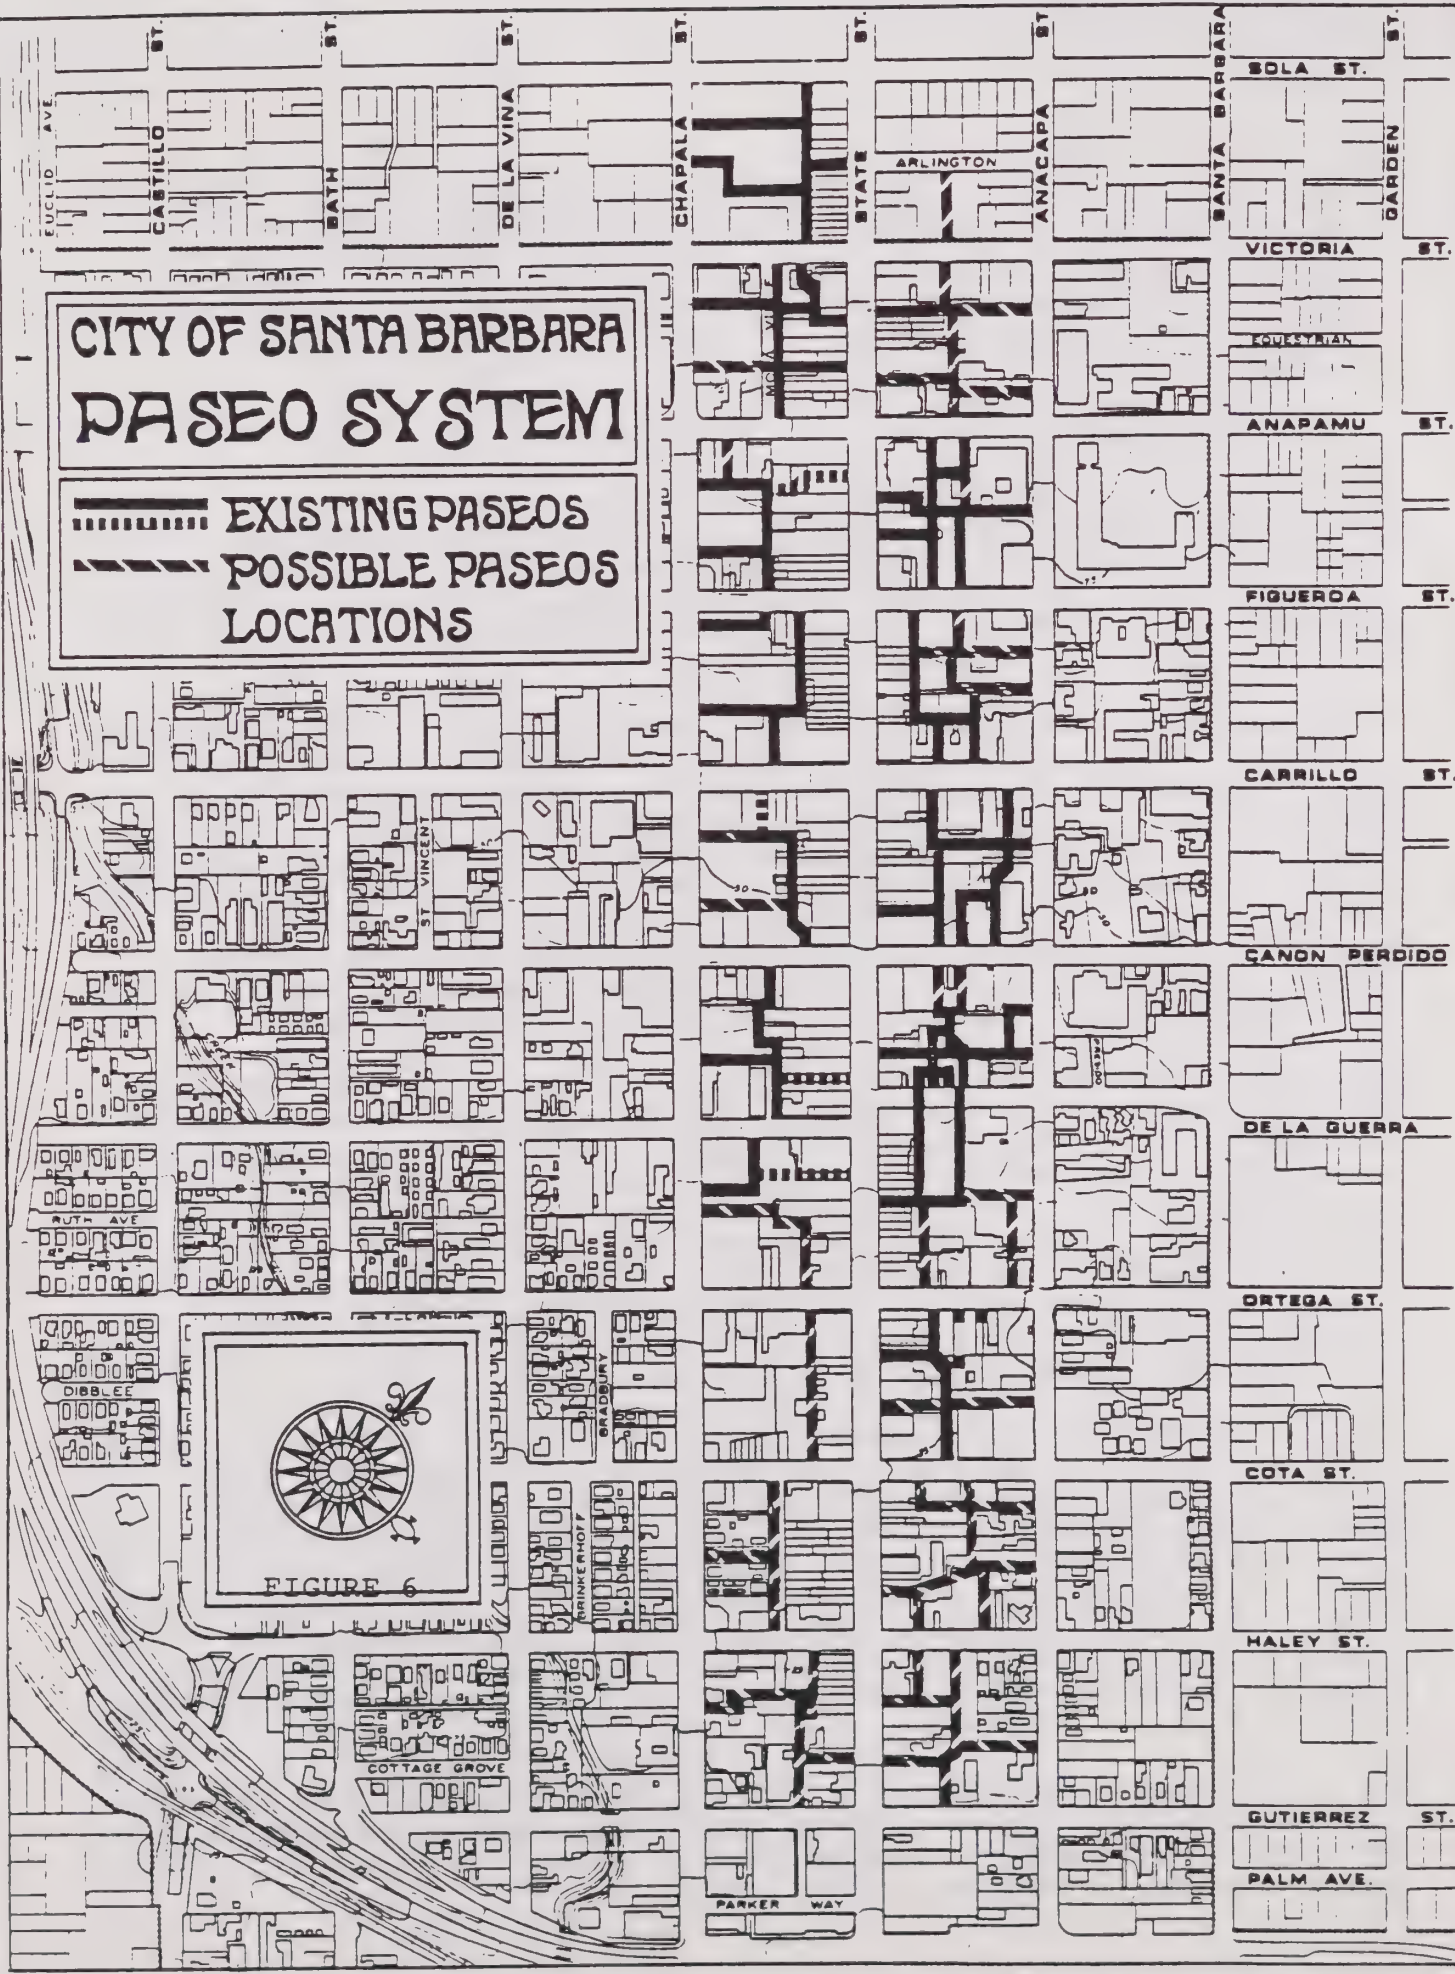 ST.
ST.
ST.
ST.
ST.
ST
ST.
SOLA ST.
EUCLID AVE
CASTILLO
BATH
DE LA VINA
CHAPALA
STATE
ANACAPA
SANTA BARBARA
GARDEN
ARLINGTON
VICTORIA ST.
CITY OF SANTA BARBARA
PASEO SYSTEM
EXISTING PASEOS
POSSIBLE PASEOS
LOCATIONS
EQUESTRIAN
ANAPAMU ST.
FIGUEROA ST.
CARRILLO ST.
ST VINCENT
CANON PERDIDO
DE LA GUERRA
RUTH AVE
ORTEGA ST.
DIBBLEE
BRADBURY
COTA ST.
BRINKERHOFF
FIGURE 6
HALEY ST.
COTTAGE GROVE
GUTIERREZ ST.
PALM AVE.
PARKER WAY